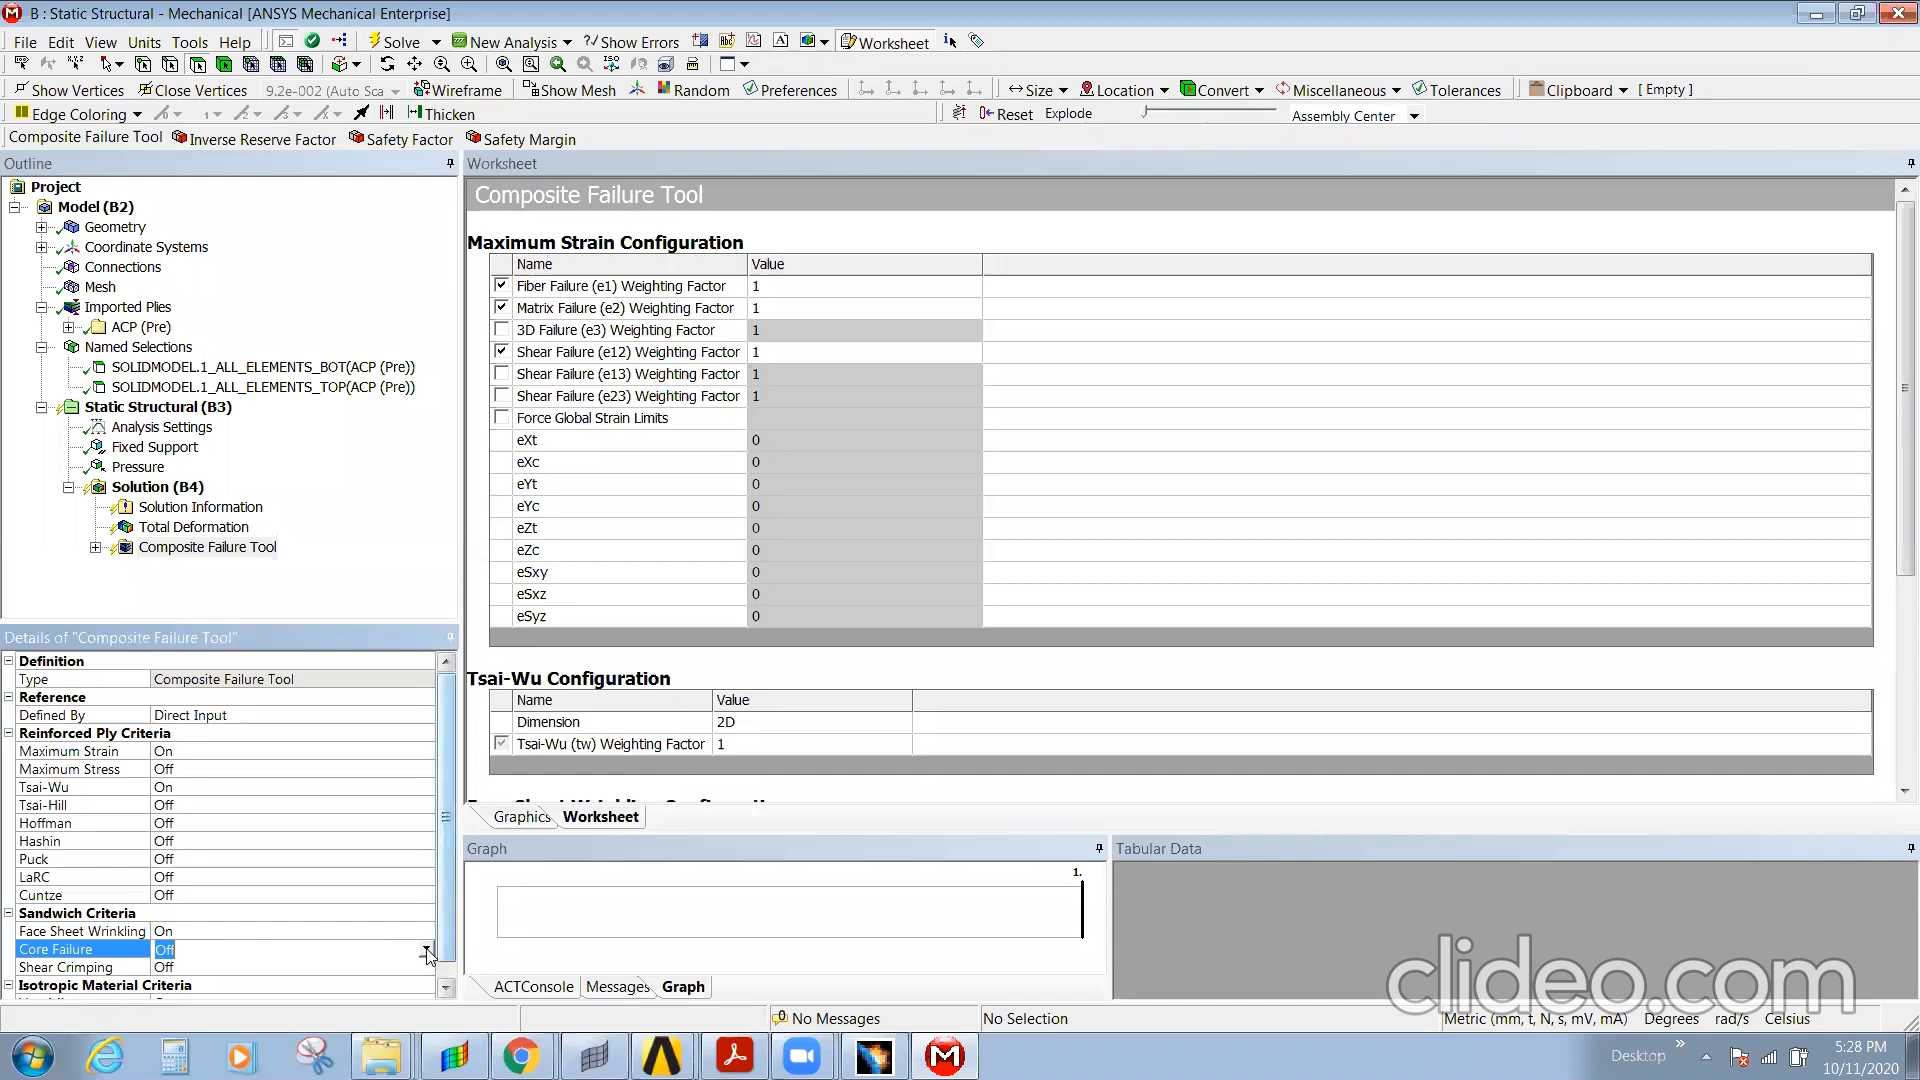 B : Static Structural - Mechanical [ANSYS Mechanical Enterprise]
File Edit View Units Tools Help Solve New Analysis Show Errors Worksheet
Show Vertices Close Vertices 9.2e-002 (Auto Sca Wireframe Show Mesh Random Preferences Size Location Convert Miscellaneous Tolerances Clipboard [ Empty ]
Edge Coloring Thicken Reset Explode Assembly Center
Composite Failure Tool Inverse Reserve Factor Safety Factor Safety Margin
Outline
Project
Model (B2)
Geometry
Coordinate Systems
Connections
Mesh
Imported Plies
ACP (Pre)
Named Selections
SOLIDMODEL.1_ALL_ELEMENTS_BOT(ACP (Pre))
SOLIDMODEL.1_ALL_ELEMENTS_TOP(ACP (Pre))
Static Structural (B3)
Analysis Settings
Fixed Support
Pressure
Solution (B4)
Solution Information
Total Deformation
Composite Failure Tool
Details of "Composite Failure Tool"
Definition
Type Composite Failure Tool
Reference
Defined By Direct Input
Reinforced Ply Criteria
Maximum Strain On
Maximum Stress Off
Tsai-Wu On
Tsai-Hill Off
Hoffman Off
Hashin Off
Puck Off
LaRC Off
Cuntze Off
Sandwich Criteria
Face Sheet Wrinkling On
Core Failure Off
Shear Crimping Off
Isotropic Material Criteria
Worksheet
Composite Failure Tool
Maximum Strain Configuration
Name Value
Fiber Failure (e1) Weighting Factor 1
Matrix Failure (e2) Weighting Factor 1
3D Failure (e3) Weighting Factor 1
Shear Failure (e12) Weighting Factor 1
Shear Failure (e13) Weighting Factor 1
Shear Failure (e23) Weighting Factor 1
Force Global Strain Limits
eXt 0
eXc 0
eYt 0
eYc 0
eZt 0
eZc 0
eSxy 0
eSxz 0
eSyz 0
Tsai-Wu Configuration
Name Value
Dimension 2D
Tsai-Wu (tw) Weighting Factor 1
Graphics Worksheet
Graph
1.
ACTConsole Messages Graph
Tabular Data
clideo.com
No Messages No Selection Metric (mm, t, N, s, mV, mA) Degrees rad/s Celsius
Desktop
5:28 PM
10/11/2020